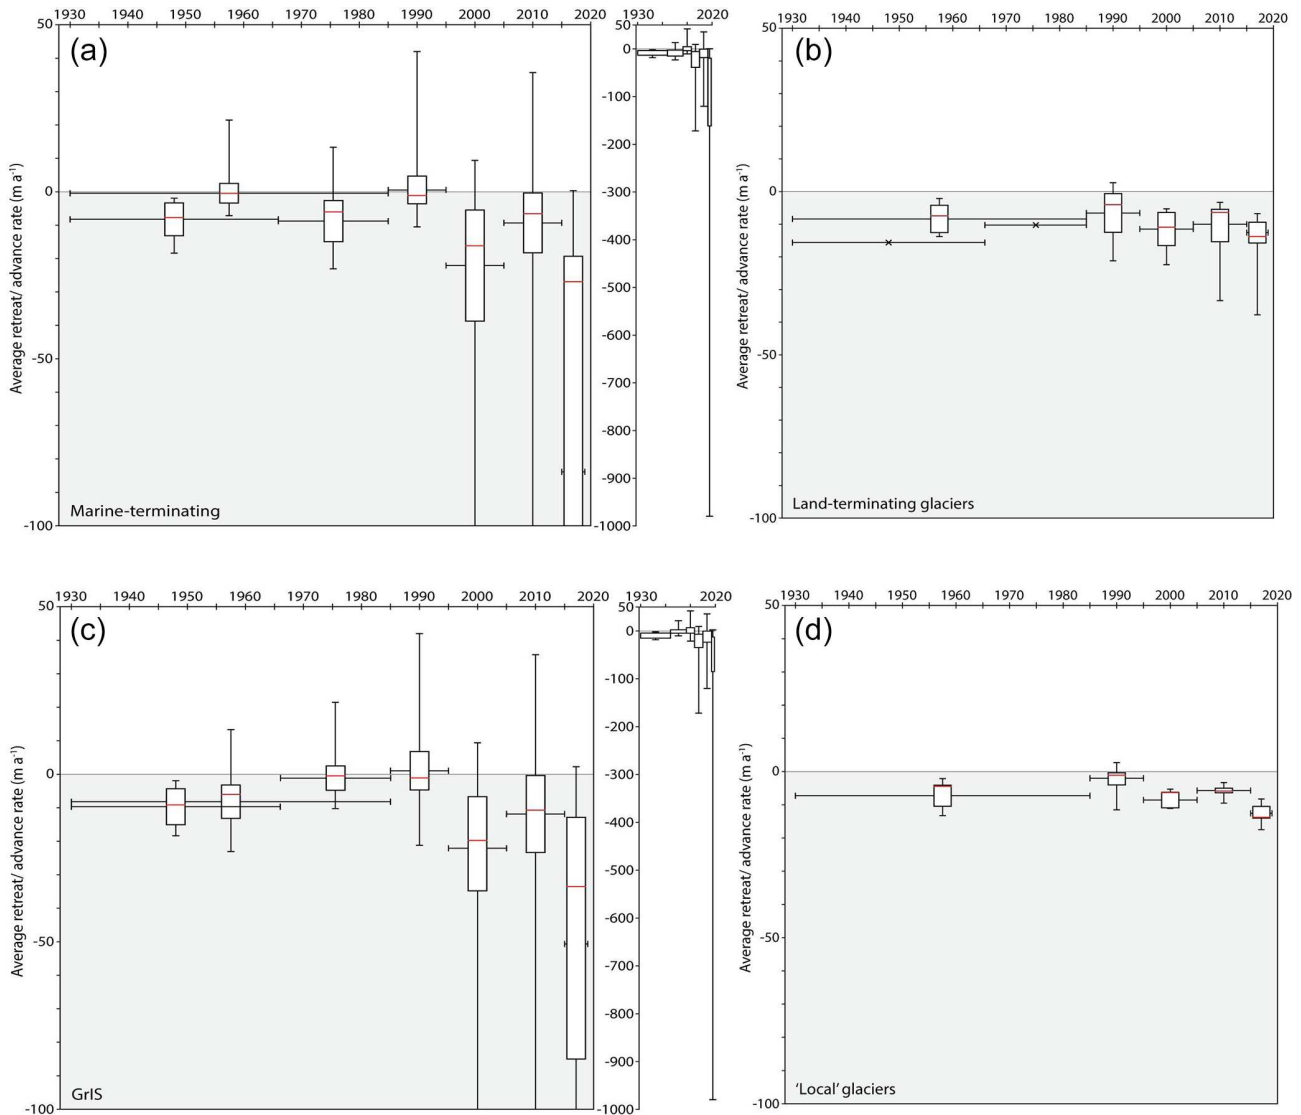 1930 1940 1950 1960 1970 1980 1990 2000 2010 2020
50
0
-50
-100
Average retreat/ advance rate (m a⁻¹)
(a)
Marine-terminating
1930 2020
50
0
-100
-200
-300
-400
-500
-600
-700
-800
-900
-1000
1930 1940 1950 1960 1970 1980 1990 2000 2010 2020
50
0
-50
-100
Average retreat/ advance rate (m a⁻¹)
(b)
Land-terminating glaciers
1930 1940 1950 1960 1970 1980 1990 2000 2010 2020
50
0
-50
-100
Average retreat/ advance rate (m a⁻¹)
(c)
GrIS
1930 2020
50
0
-100
-200
-300
-400
-500
-600
-700
-800
-900
-1000
1930 1940 1950 1960 1970 1980 1990 2000 2010 2020
50
0
-50
-100
Average retreat/ advance rate (m a⁻¹)
(d)
'Local' glaciers